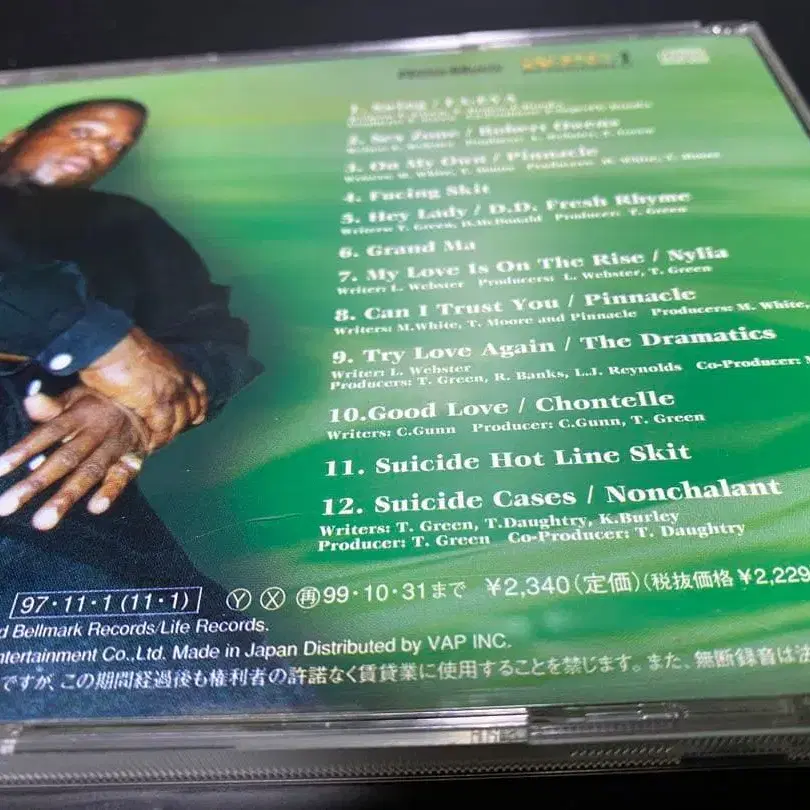 2. Sex Zone / Robert Owens
3. On My Own / Pinnacle
4. Facing Skit
5. Hey Lady / D.D. Fresh Rhyme
Writers: T. Green, D.McDonald Producer: T. Green
6. Grand Ma
7. My Love Is On The Rise / Nylia
Writer: L. Webster Producers: L. Webster, T. Green
8. Can I Trust You / Pinnacle
Writers: M.White, T. Moore and Pinnacle Producers: M. White,
9. Try Love Again / The Dramatics
Writer: L. Webster
Producers: T. Green, R. Banks, L.J. Reynolds Co-Producer:
10.Good Love / Chontelle
Writers: C.Gunn Producer: C.Gunn, T. Green
11. Suicide Hot Line Skit
12. Suicide Cases / Nonchalant
Writers: T. Green, T.Daughtry, K.Burley
Producer: T. Green Co-Producer: T. Daughtry
97·11·1(11·1) Ⓨ Ⓧ ㊢99·10·31まで ¥2,340(定価)(税抜価格¥2,229
d Bellmark Records/Life Records.
ntertainment Co.,Ltd. Made in Japan Distributed by VAP INC.
ですが、この期間経過後も権利者の許諾なく賃貸業に使用することを禁じます。また、無断録音は法